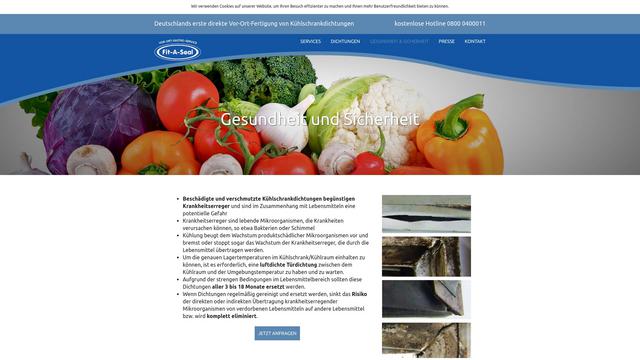 Wir verwenden Cookies auf unserer Website, um Ihren Besuch effizienter zu machen und Ihnen mehr Benutzerfreundlichkeit bieten zu können.
Deutschlands erste direkte Vor-Ort-Fertigung von Kühlschrankdichtungen
kostenlose Hotline 0800 0400011
Fit-A-Seal
SERVICES
DICHTUNGEN
GESUNDHEIT & SICHERHEIT
PRESSE
KONTAKT
Gesundheit und Sicherheit
• Beschädigte und verschmutzte Kühlschrankdichtungen begünstigen
Krankheitserreger und sind im Zusammenhang mit Lebensmitteln eine
potentielle Gefahr
• Krankheitserreger sind lebende Mikroorganismen, die Krankheiten
verursachen können, so etwa Bakterien oder Schimmel
• Kühlung beugt dem Wachstum produktschädlicher Mikroorganismen vor und
bremst oder stoppt sogar das Wachstum der Krankheitserreger, die durch die
Lebensmittel übertragen werden.
• Um die genauen Lagertemperaturen im Kühlschrank/Kühlraum einhalten zu
können, ist es erforderlich, eine luftdichte Türdichtung zwischen dem
Kühlraum und der Umgebungstemperatur zu haben und zu warten.
• Aufgrund der strengen Bedingungen im Lebensmittelbereich sollten diese
Dichtungen aller 3 bis 18 Monate ersetzt werden.
• Wenn Dichtungen regelmäßig gereinigt und ersetzt werden, sinkt das Risiko
der direkten oder indirekten Übertragung krankheitserregender
Mikroorganismen von verdorbenen Lebensmitteln auf andere Lebensmittel
bzw. wird komplett eliminiert.
JETZT ANFRAGEN